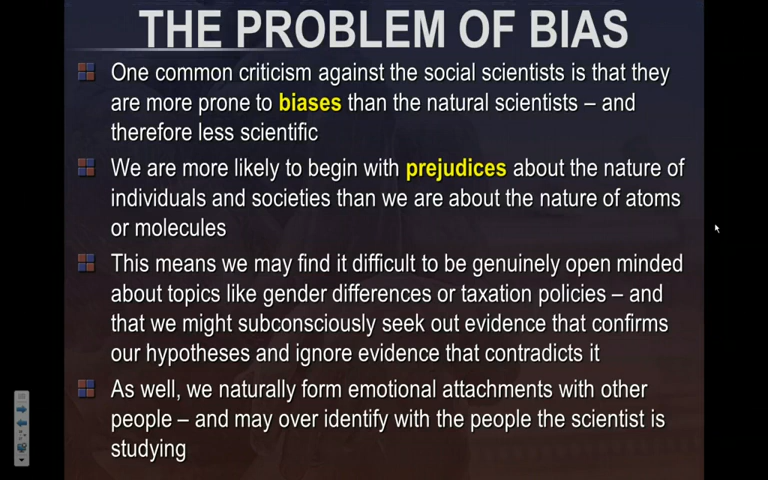 THE PROBLEM OF BIAS
One common criticism against the social scientists is that they
are more prone to biases than the natural scientists – and
therefore less scientific
We are more likely to begin with prejudices about the nature of
individuals and societies than we are about the nature of atoms
or molecules
This means we may find it difficult to be genuinely open minded
about topics like gender differences or taxation policies – and
that we might subconsciously seek out evidence that confirms
our hypotheses and ignore evidence that contradicts it
As well, we naturally form emotional attachments with other
people – and may over identify with the people the scientist is
studying